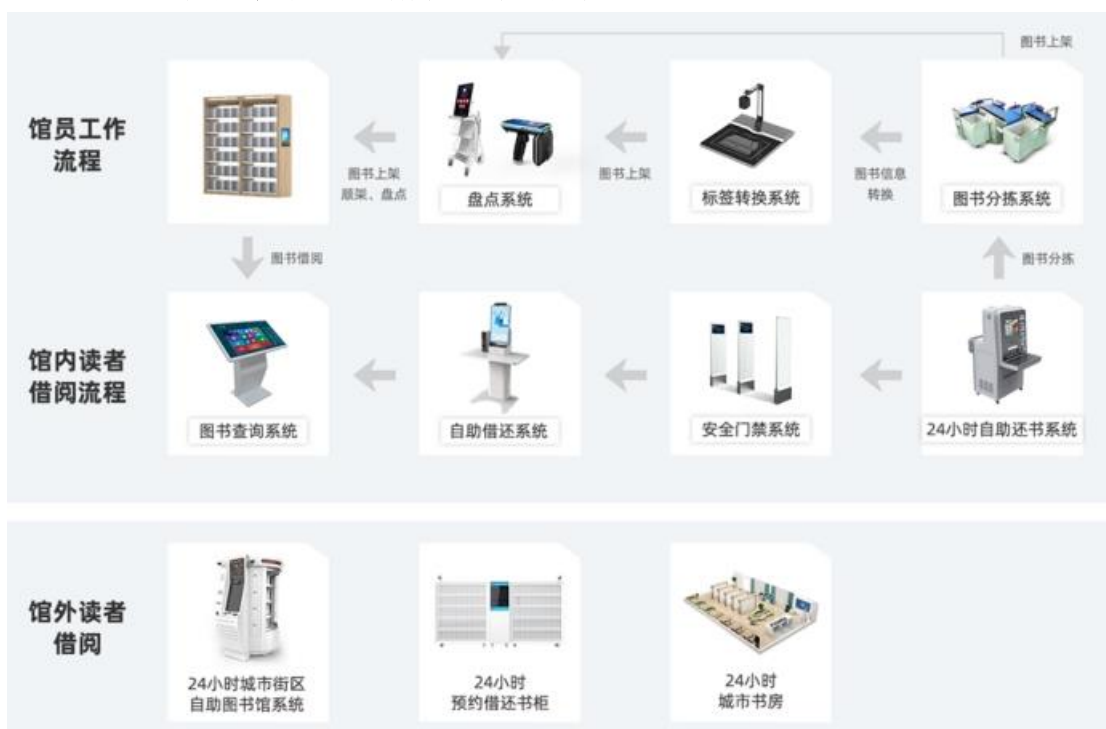 图书上架
馆员工作
流程
图书上架
顺架、盘点
盘点系统
图书上架
标签转换系统
图书信息
转换
图书分拣系统
图书借阅
图书分拣
馆内读者
借阅流程
图书查询系统
自助借还系统
安全门禁系统
24小时自助还书系统
馆外读者
借阅
24小时城市街区
自助图书馆系统
24小时
预约借还书柜
24小时
城市书房